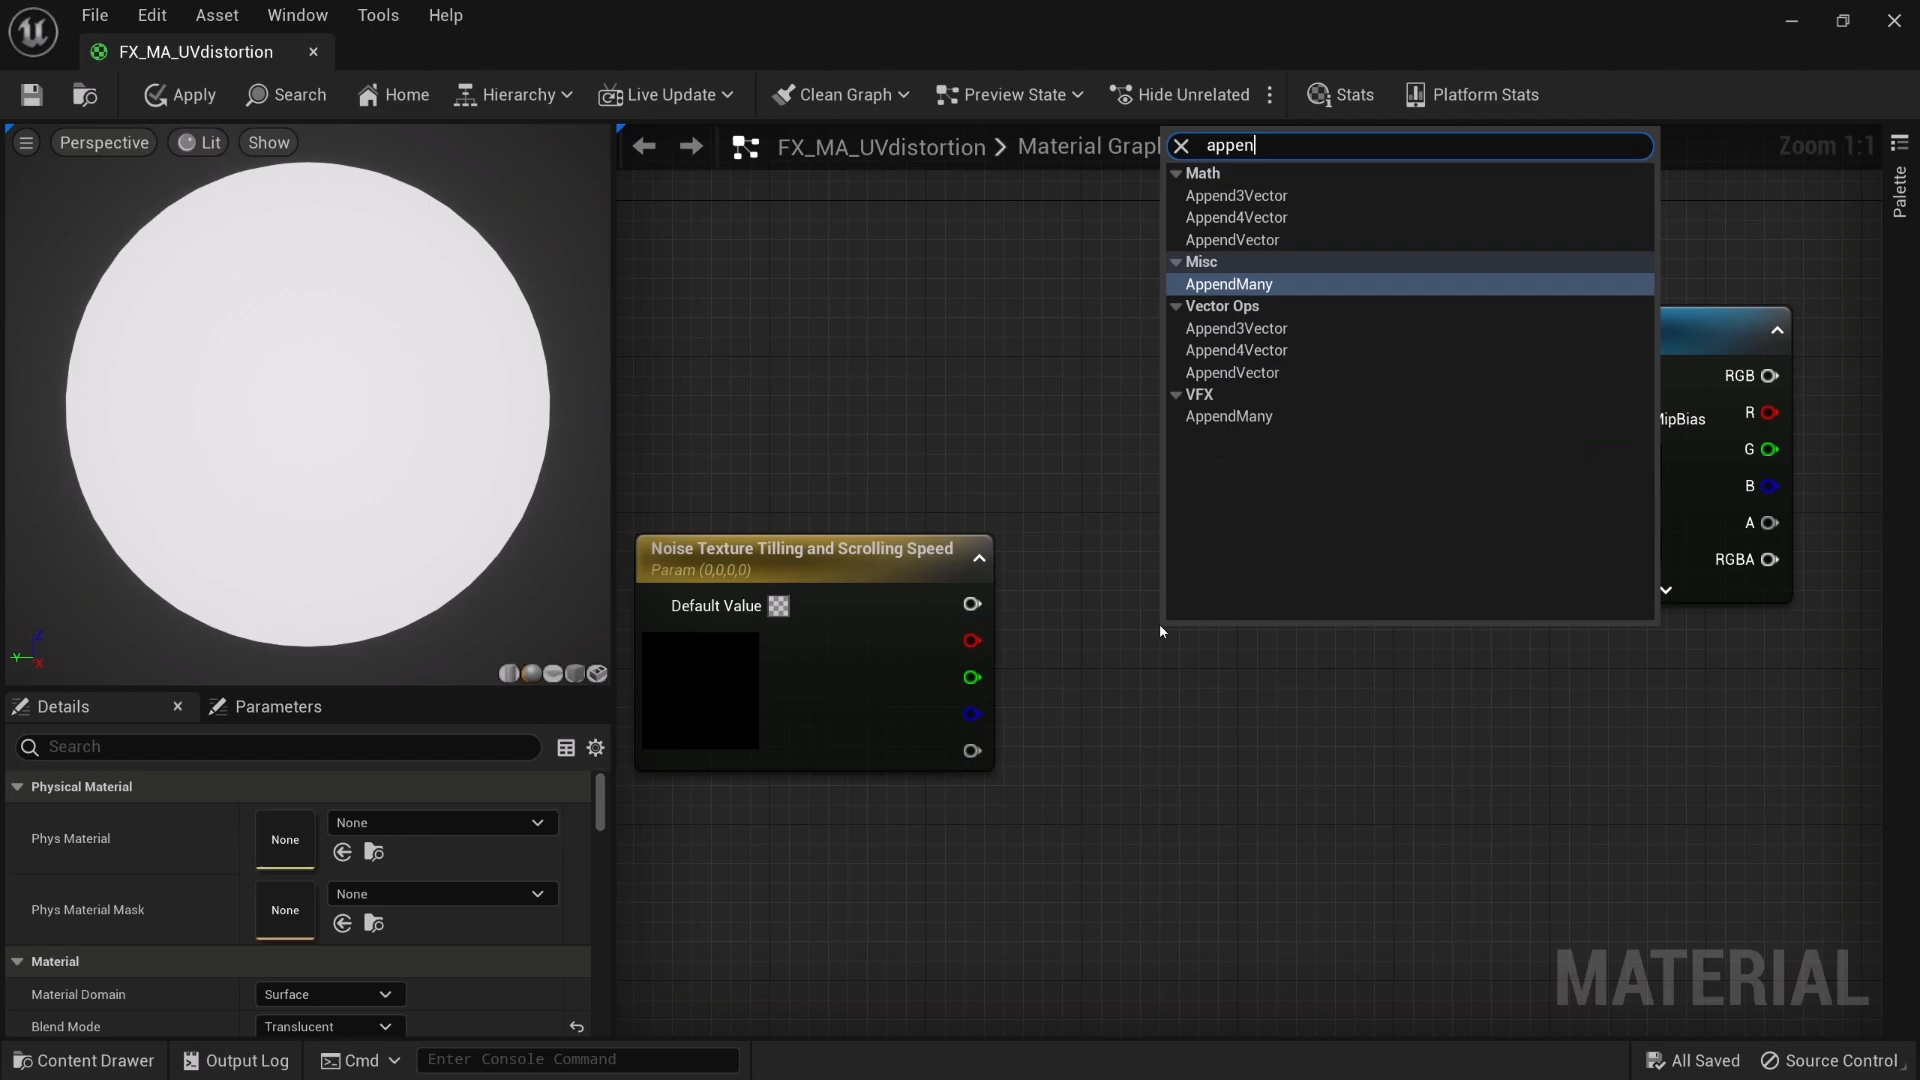 File Edit Asset Window Tools Help
FX_MA_UVdistortion
Apply Search Home Hierarchy Live Update Clean Graph Preview State Hide Unrelated Stats Platform Stats
Perspective Lit Show
FX_MA_UVdistortion > Material Grap
appen
Zoom 1:1
Palette
Math
Append3Vector
Append4Vector
AppendVector
Misc
AppendMany
Vector Ops
Append3Vector
Append4Vector
AppendVector
VFX
AppendMany
RGB
MipBias
R
G
B
A
RGBA
Noise Texture Tilling and Scrolling Speed
Param (0,0,0,0)
Default Value
Z
Y
X
Details Parameters
Search
Physical Material
Phys Material None None
Phys Material Mask None None
Material
Material Domain Surface
Blend Mode Translucent
MATERIAL
Content Drawer Output Log Cmd Enter Console Command All Saved Source Control